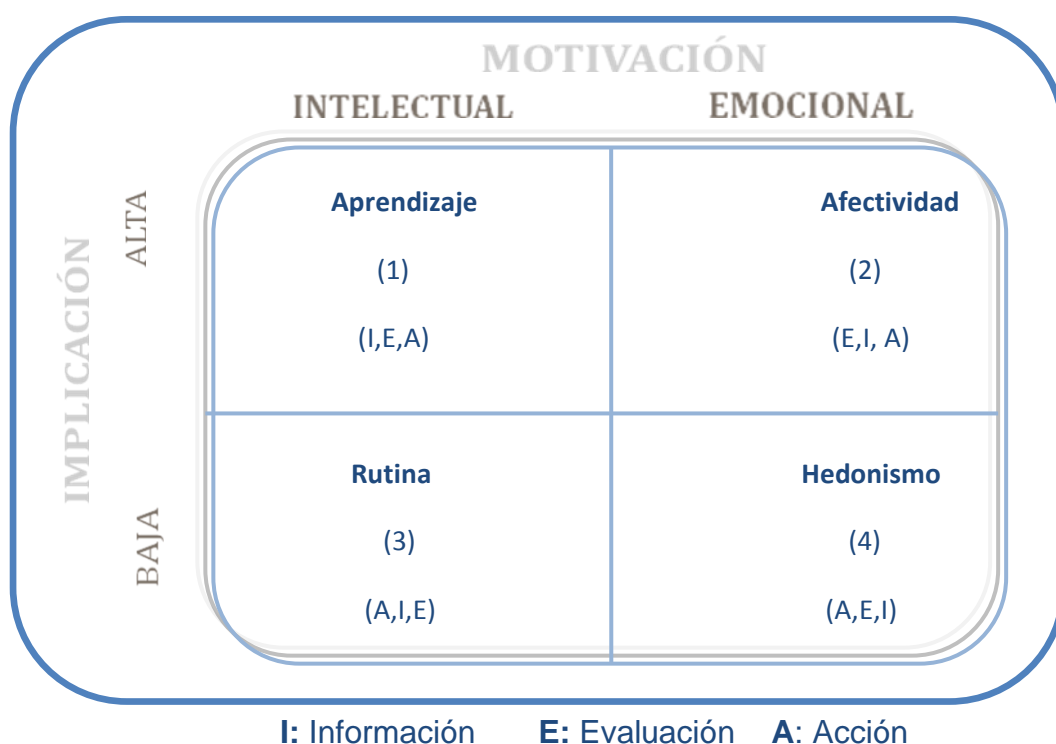 MOTIVACIÓN
INTELECTUAL EMOCIONAL
IMPLICACIÓN
ALTA
Aprendizaje Afectividad
(1) (2)
(I,E,A) (E,I, A)
BAJA
Rutina Hedonismo
(3) (4)
(A,I,E) (A,E,I)
I: Información E: Evaluación A: Acción